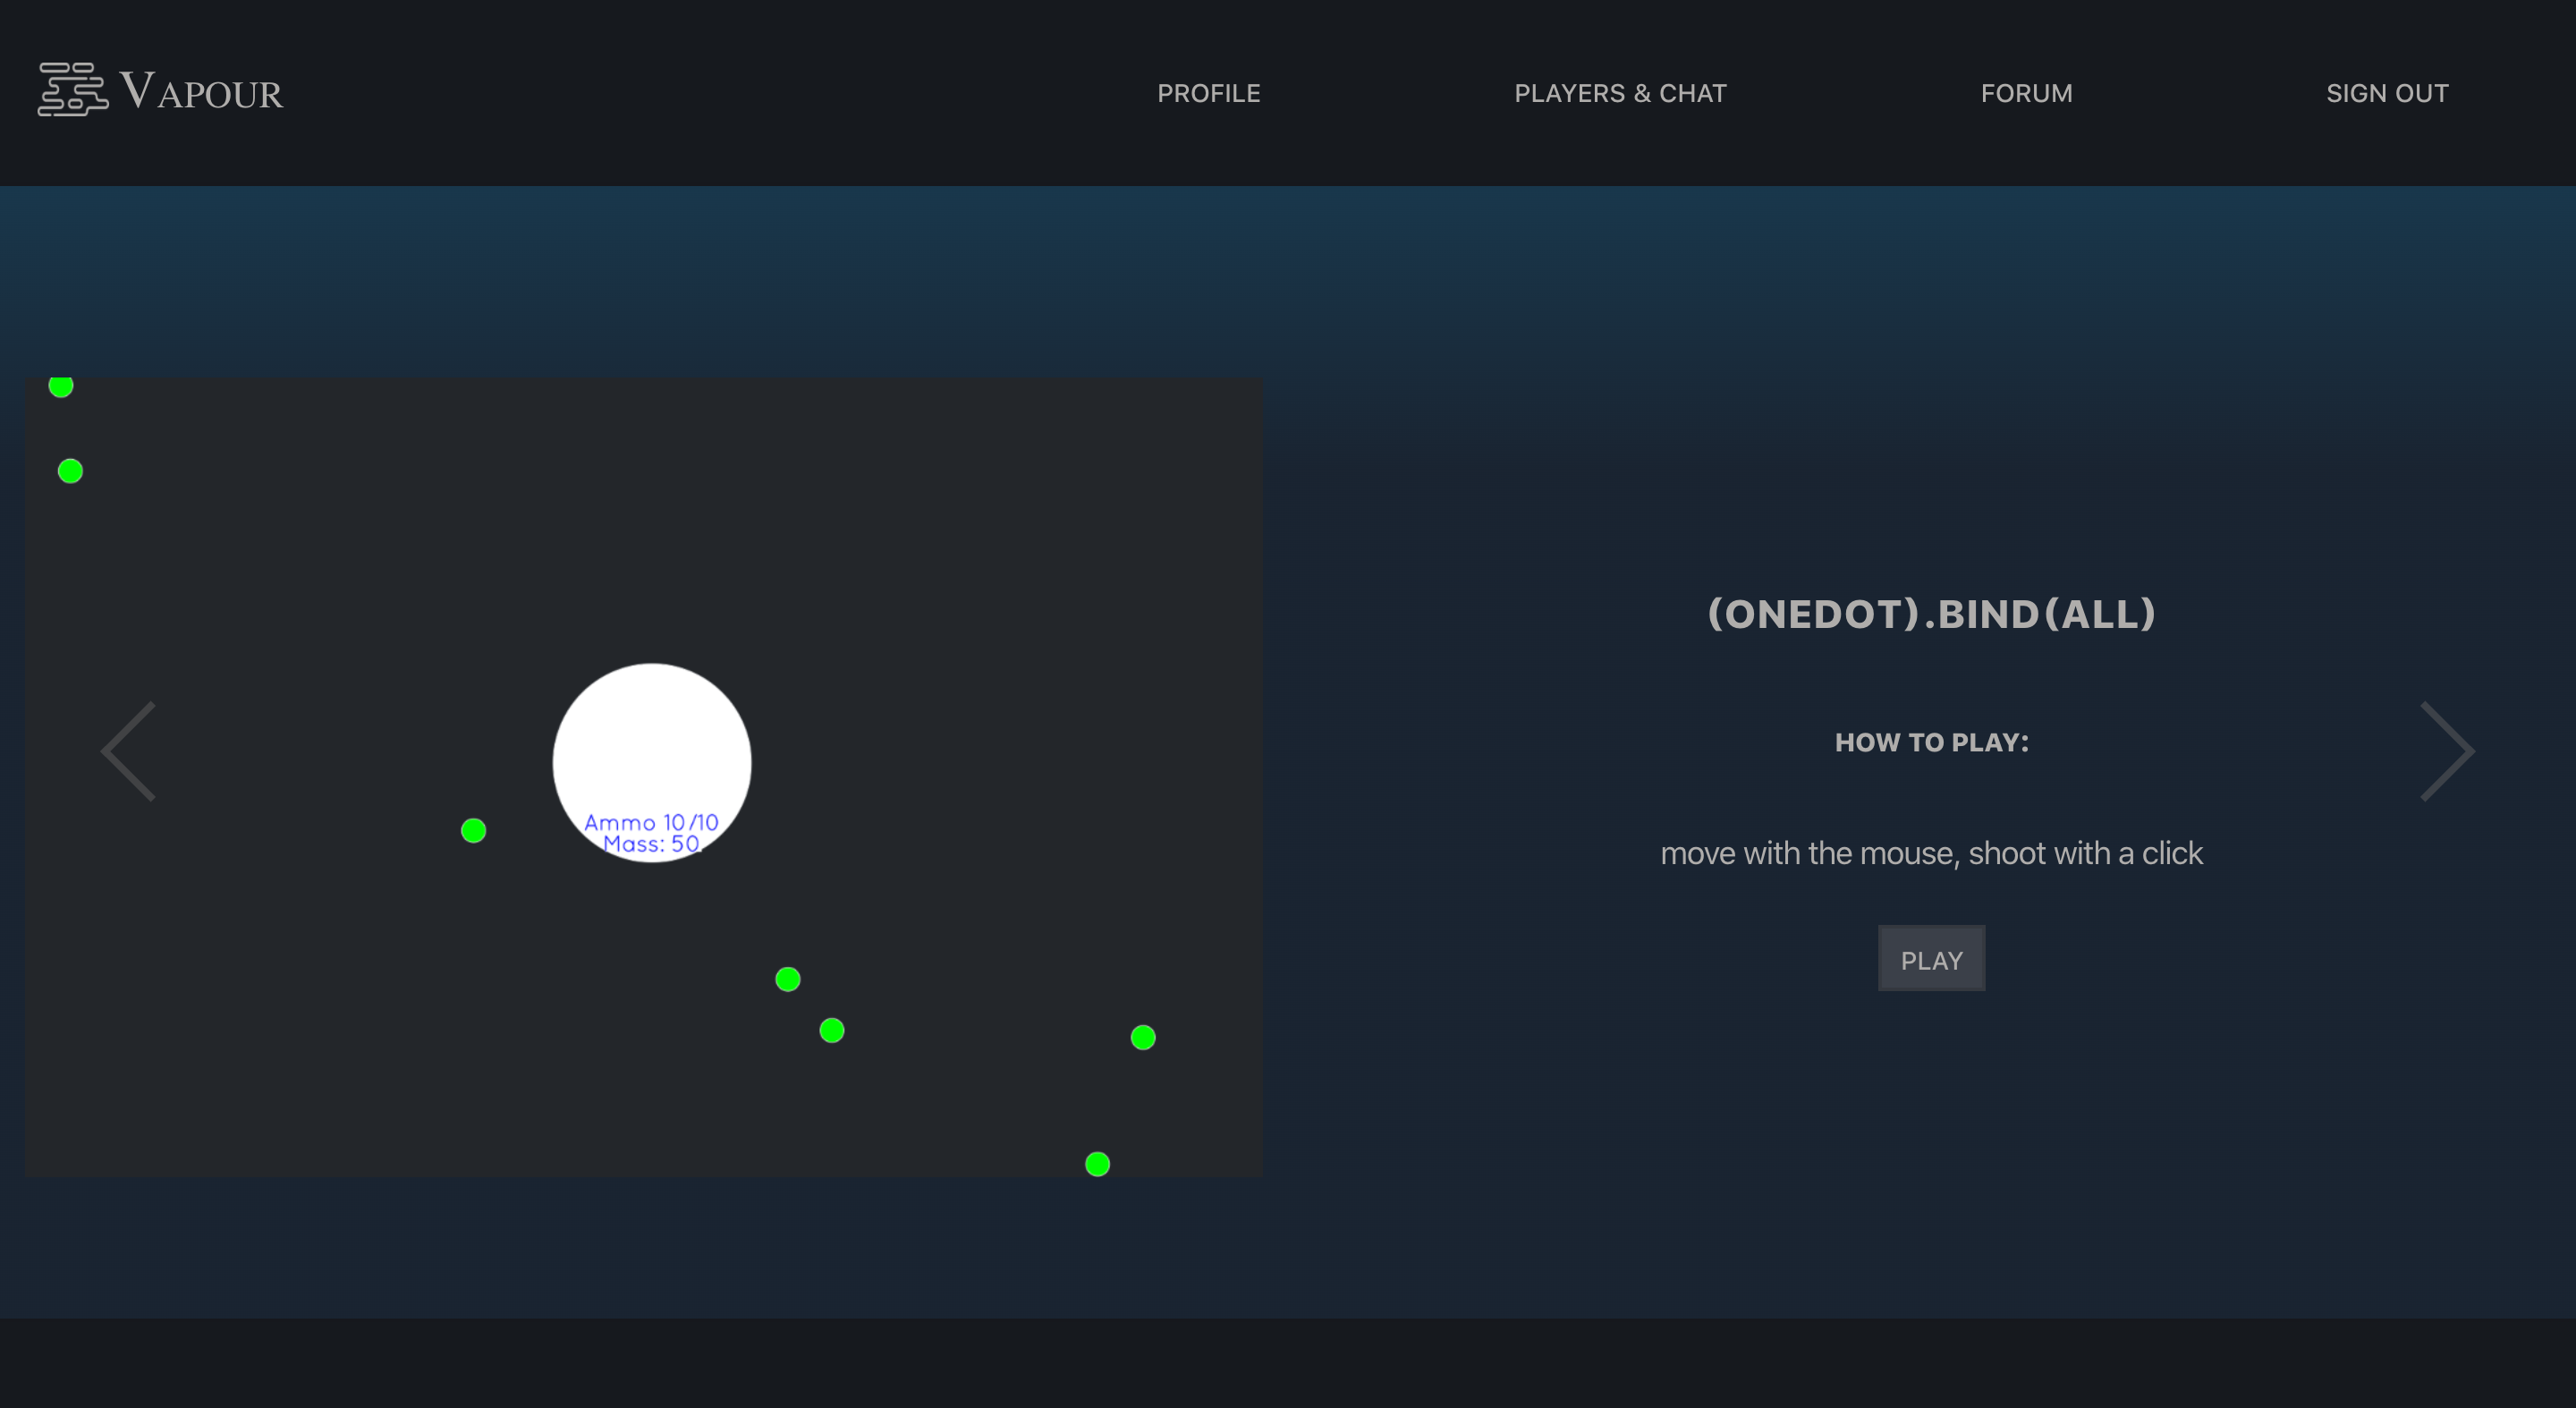 VAPOUR
PROFILE
PLAYERS & CHAT
FORUM
SIGN OUT
Ammo 10/10
Mass: 50
(ONEDOT).BIND(ALL)
HOW TO PLAY:
move with the mouse, shoot with a click
PLAY